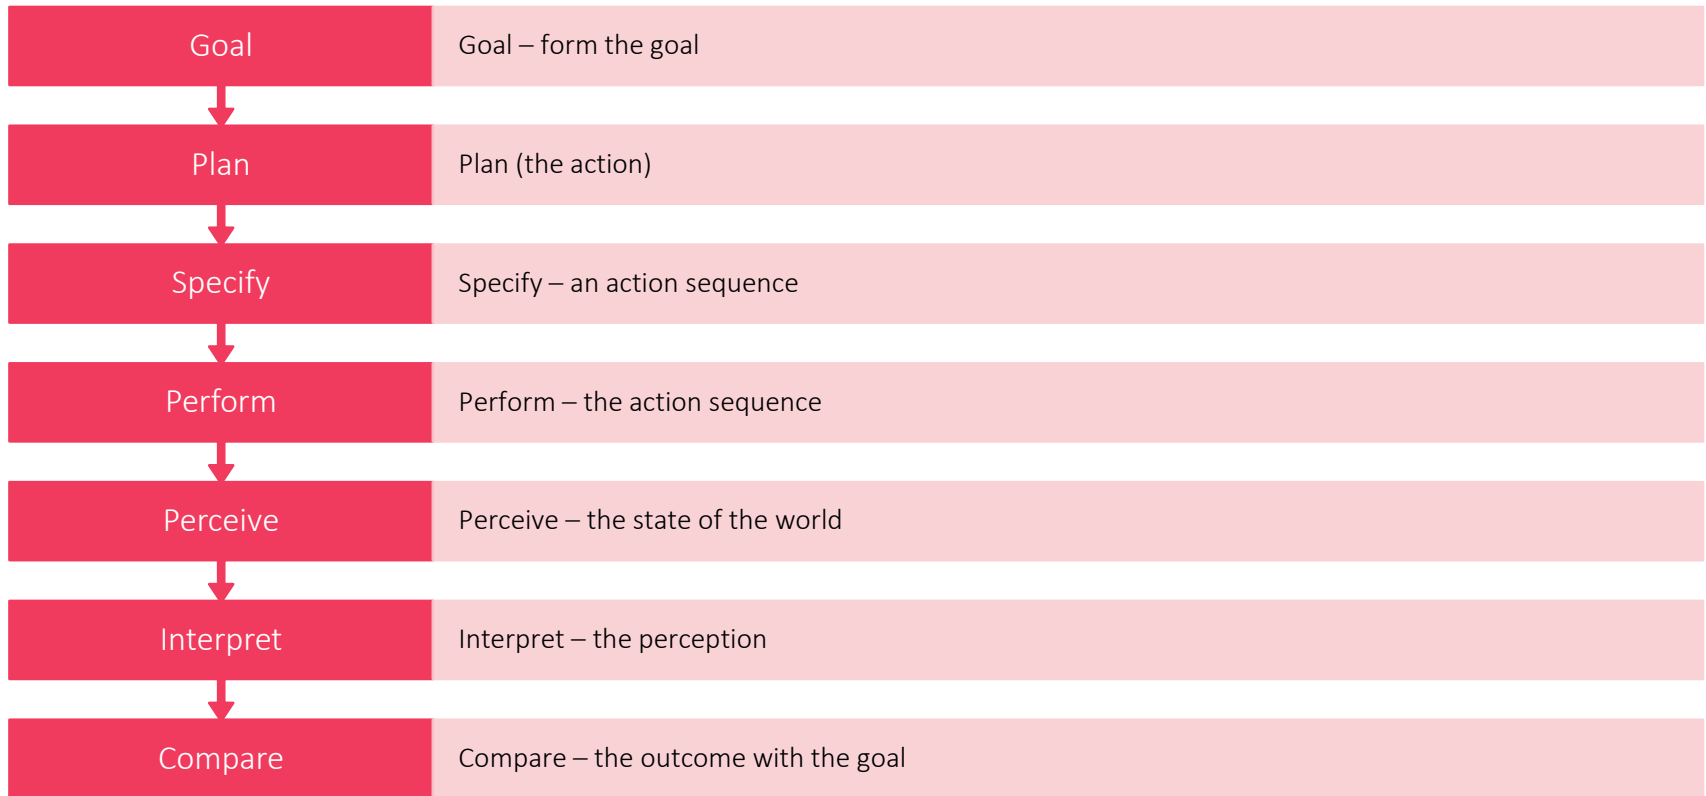 Goal
Goal – form the goal
Plan
Plan (the action)
Specify
Specify – an action sequence
Perform
Perform – the action sequence
Perceive
Perceive – the state of the world
Interpret
Interpret – the perception
Compare
Compare – the outcome with the goal